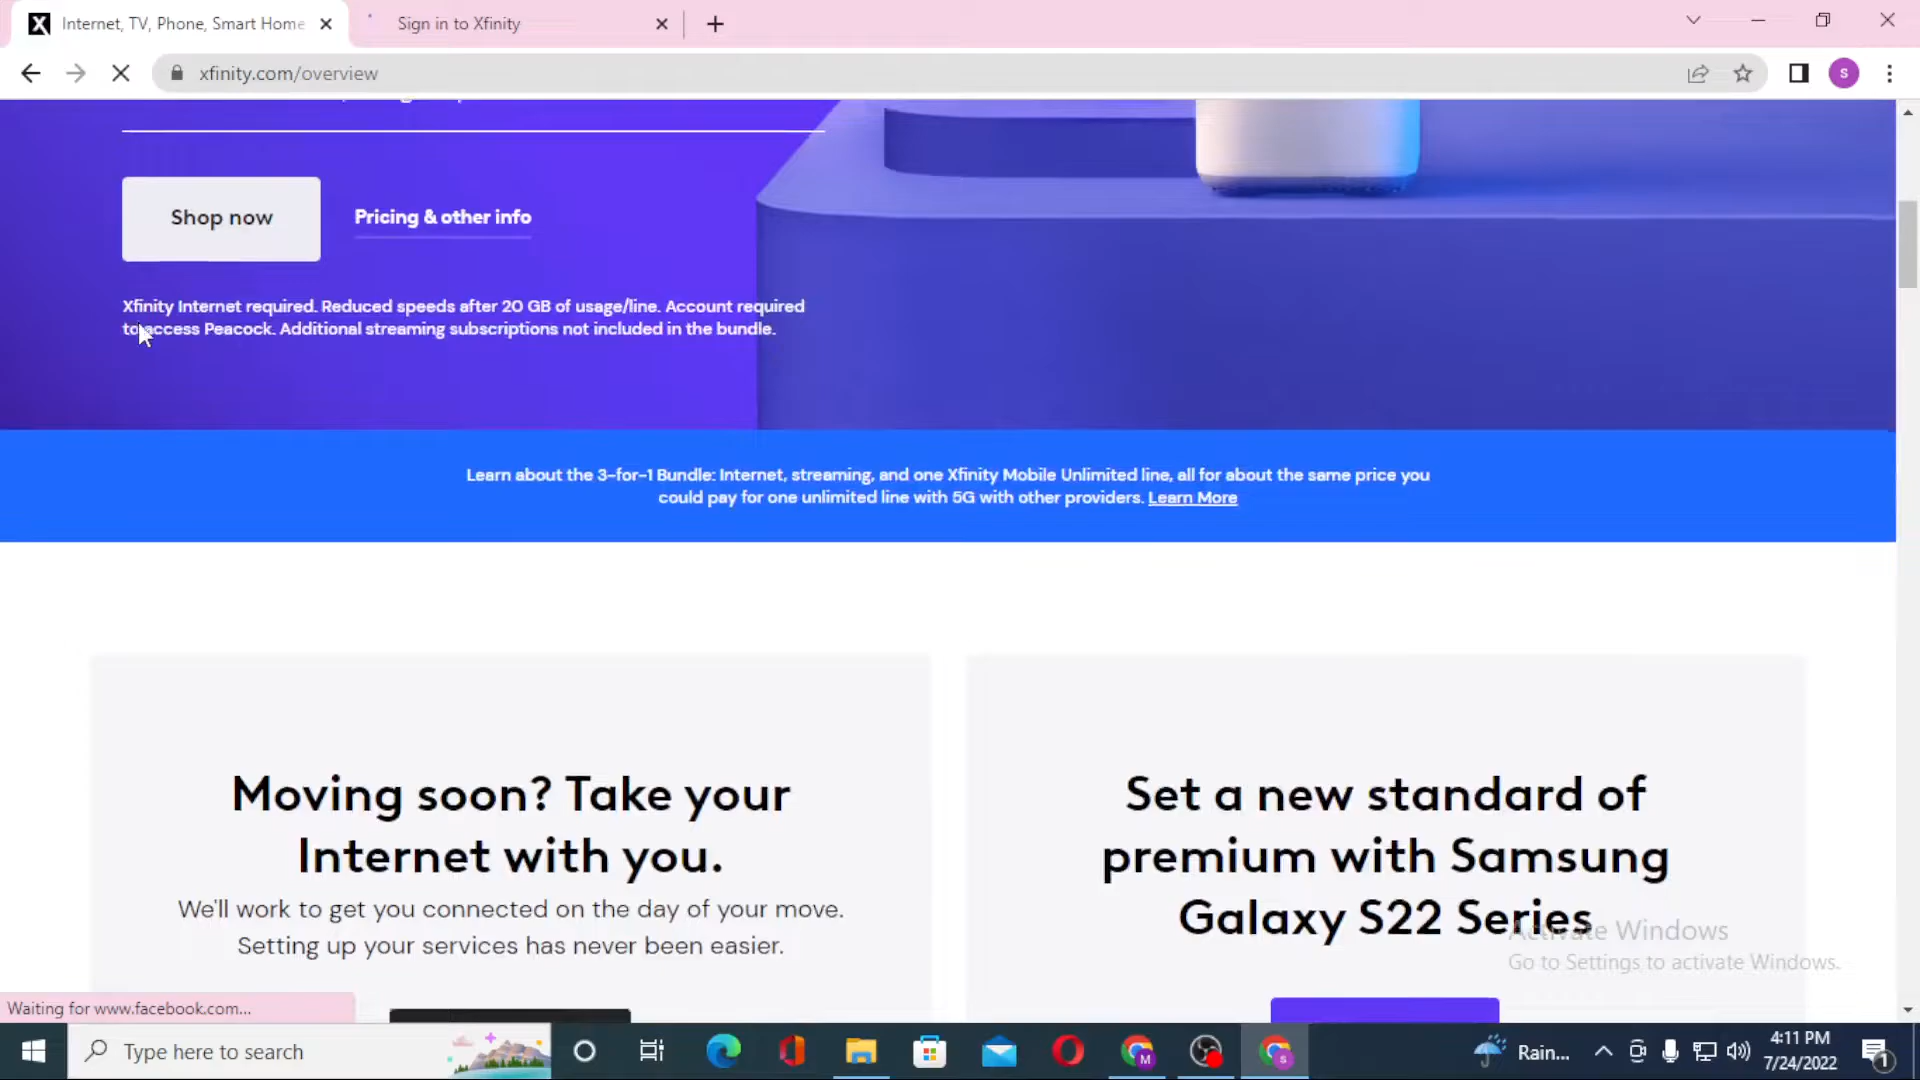 Internet, TV, Phone, Smart Home
Sign in to Xfinity
xfinity.com/overview
S
Shop now
Pricing & other info
Xfinity Internet required. Reduced speeds after 20 GB of usage/line. Account required
to access Peacock. Additional streaming subscriptions not included in the bundle.
Learn about the 3-for-1 Bundle: Internet, streaming, and one Xfinity Mobile Unlimited line, all for about the same price you
could pay for one unlimited line with 5G with other providers. Learn More
Moving soon? Take your
Internet with you.
We'll work to get you connected on the day of your move.
Setting up your services has never been easier.
Set a new standard of
premium with Samsung
Galaxy S22 Series
Activate Windows
Go to Settings to activate Windows.
Waiting for www.facebook.com...
Type here to search
M
S
Rain...
4:11 PM
7/24/2022
1